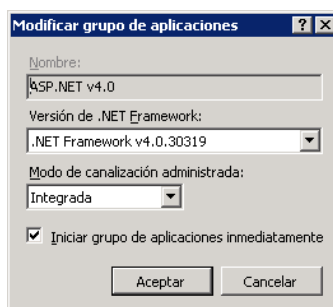 Modificar grupo de aplicaciones
Nombre:
ASP.NET v4.0
Versión de .NET Framework:
.NET Framework v4.0.30319
Modo de canalización administrada:
Integrada
Iniciar grupo de aplicaciones inmediatamente
Aceptar Cancelar